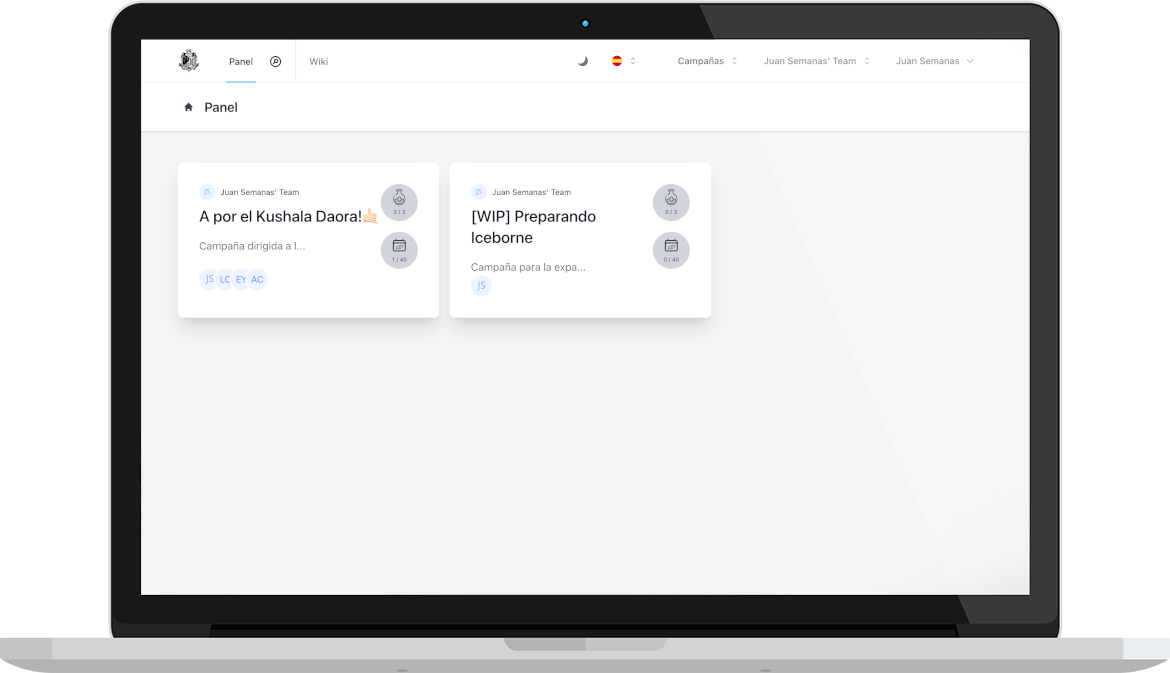 Panel
Wiki
Campañas
Juan Semanas' Team
Juan Semanas
Panel
JS Juan Semanas' Team
A por el Kushala Daora!🤙🏻
2 / 3
Campaña dirigida a l...
1 / 40
JS LC EY AC
JS Juan Semanas' Team
[WIP] Preparando
Iceborne
0 / 3
Campaña para la expa...
0 / 40
JS